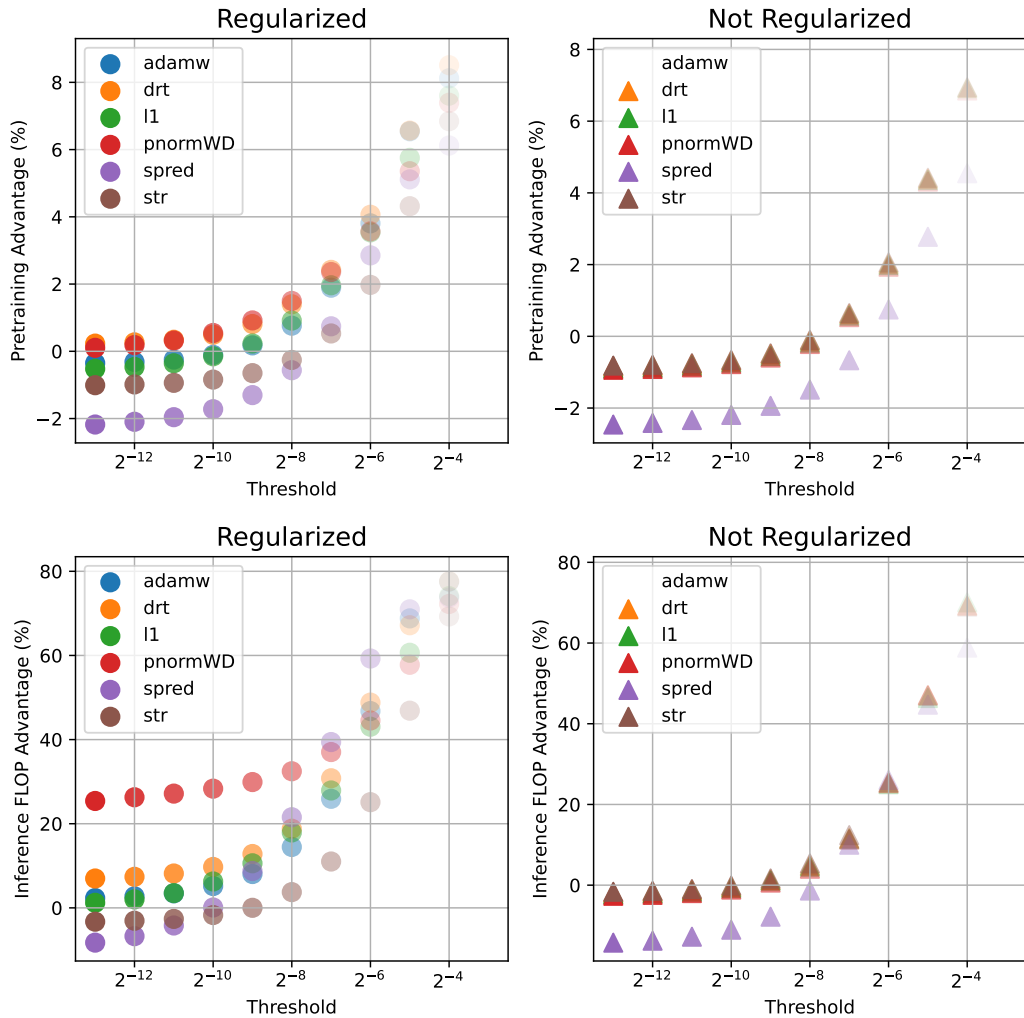 Regularized
Pretraining Advantage (%)
8
6
4
2
0
−2
adamw
drt
l1
pnormWD
spred
str
2⁻¹² 2⁻¹⁰ 2⁻⁸ 2⁻⁶ 2⁻⁴
Threshold
Not Regularized
Pretraining Advantage (%)
8
6
4
2
0
−2
adamw
drt
l1
pnormWD
spred
str
2⁻¹² 2⁻¹⁰ 2⁻⁸ 2⁻⁶ 2⁻⁴
Threshold
Regularized
Inference FLOP Advantage (%)
80
60
40
20
0
adamw
drt
l1
pnormWD
spred
str
2⁻¹² 2⁻¹⁰ 2⁻⁸ 2⁻⁶ 2⁻⁴
Threshold
Not Regularized
Inference FLOP Advantage (%)
80
60
40
20
0
adamw
drt
l1
pnormWD
spred
str
2⁻¹² 2⁻¹⁰ 2⁻⁸ 2⁻⁶ 2⁻⁴
Threshold